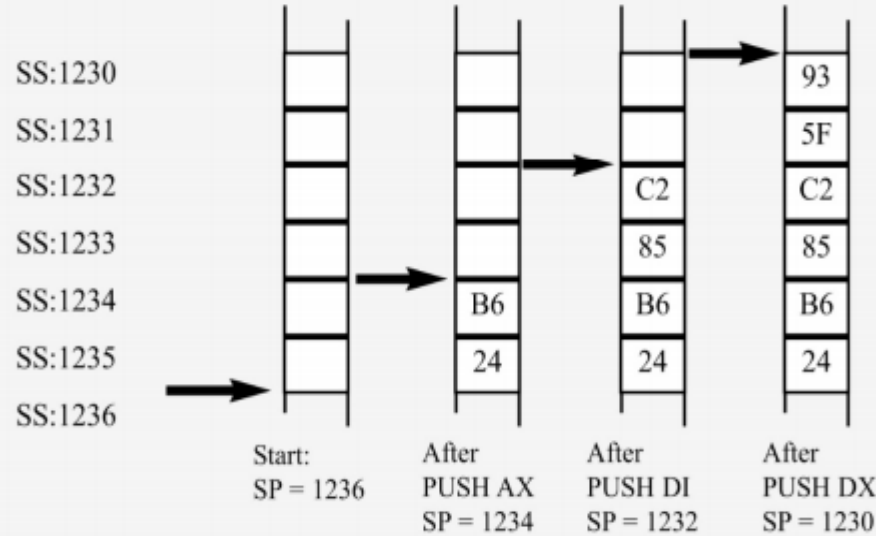 SS:1230
93
SS:1231
5F
SS:1232
C2
C2
SS:1233
85
85
SS:1234
B6
B6
B6
SS:1235
24
24
24
SS:1236
Start:
SP = 1236
After
PUSH AX
SP = 1234
After
PUSH DI
SP = 1232
After
PUSH DX
SP = 1230